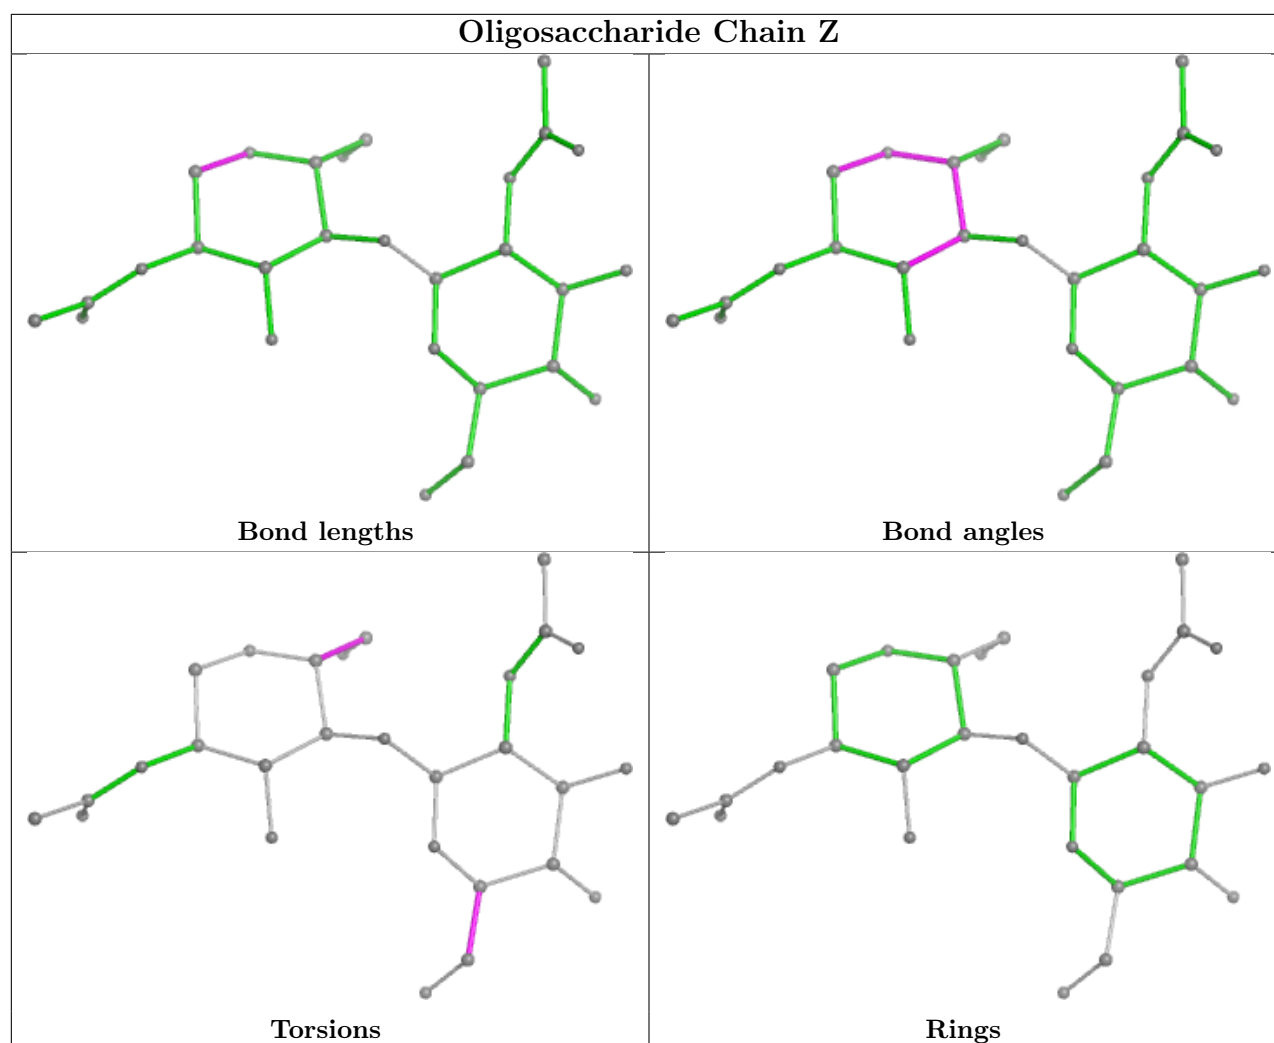 Oligosaccharide Chain Z
Bond lengths
Bond angles
Torsions
Rings